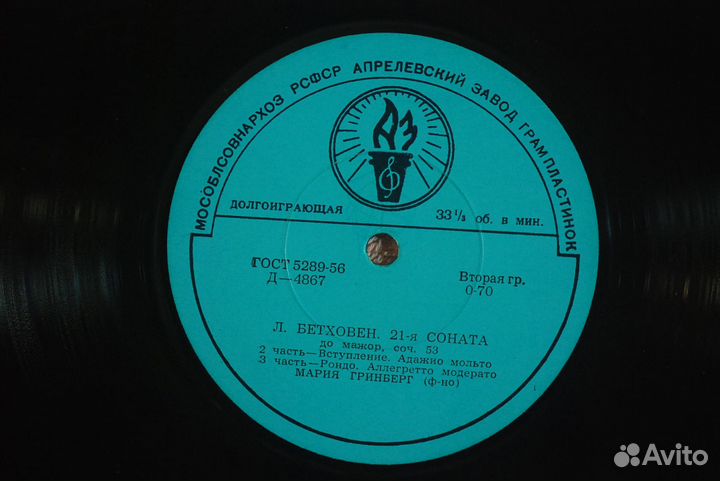 МОСОБЛСОВНАРХОЗ РСФСР АПРЕЛЕВСКИЙ ЗАВОД ГРАМПЛАСТИНОК
АЗ
ДОЛГОИГРАЮЩАЯ 33⅓ об. в мин.
ГОСТ 5289-56 Вторая гр.
Д—4867 0-70
Л. БЕТХОВЕН. 21-я СОНАТА
до мажор, соч. 53
2 часть—Вступление. Адажио мольто
3 часть—Рондо. Аллегретто модерато
МАРИЯ ГРИНБЕРГ (ф-но)
Avito